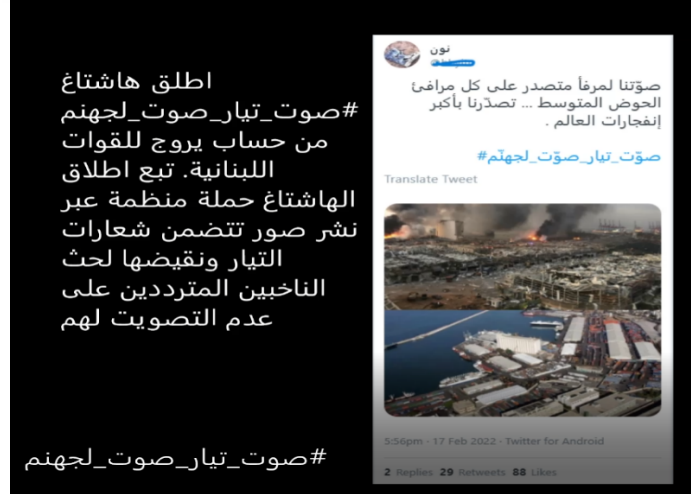 اطلق هاشتاغ
#صوت_تيار_صوت_لجهنم
من حساب يروج للقوات
اللبنانية. تبع اطلاق
الهاشتاغ حملة منظمة عبر
نشر صور تتضمن شعارات
التيار ونقيضها لحث
الناخبين المترددين على
عدم التصويت لهم
#صوت_تيار_صوت_لجهنم
نون
صوّتنا لمرفأ متصدر على كل مرافئ
الحوض المتوسط ... تصدّرنا بأكبر
إنفجارات العالم .
#صوّت_تيار_صوّت_لجهنّم
Translate Tweet
5:56pm · 17 Feb 2022 · Twitter for Android
2 Replies 29 Retweets 88 Likes